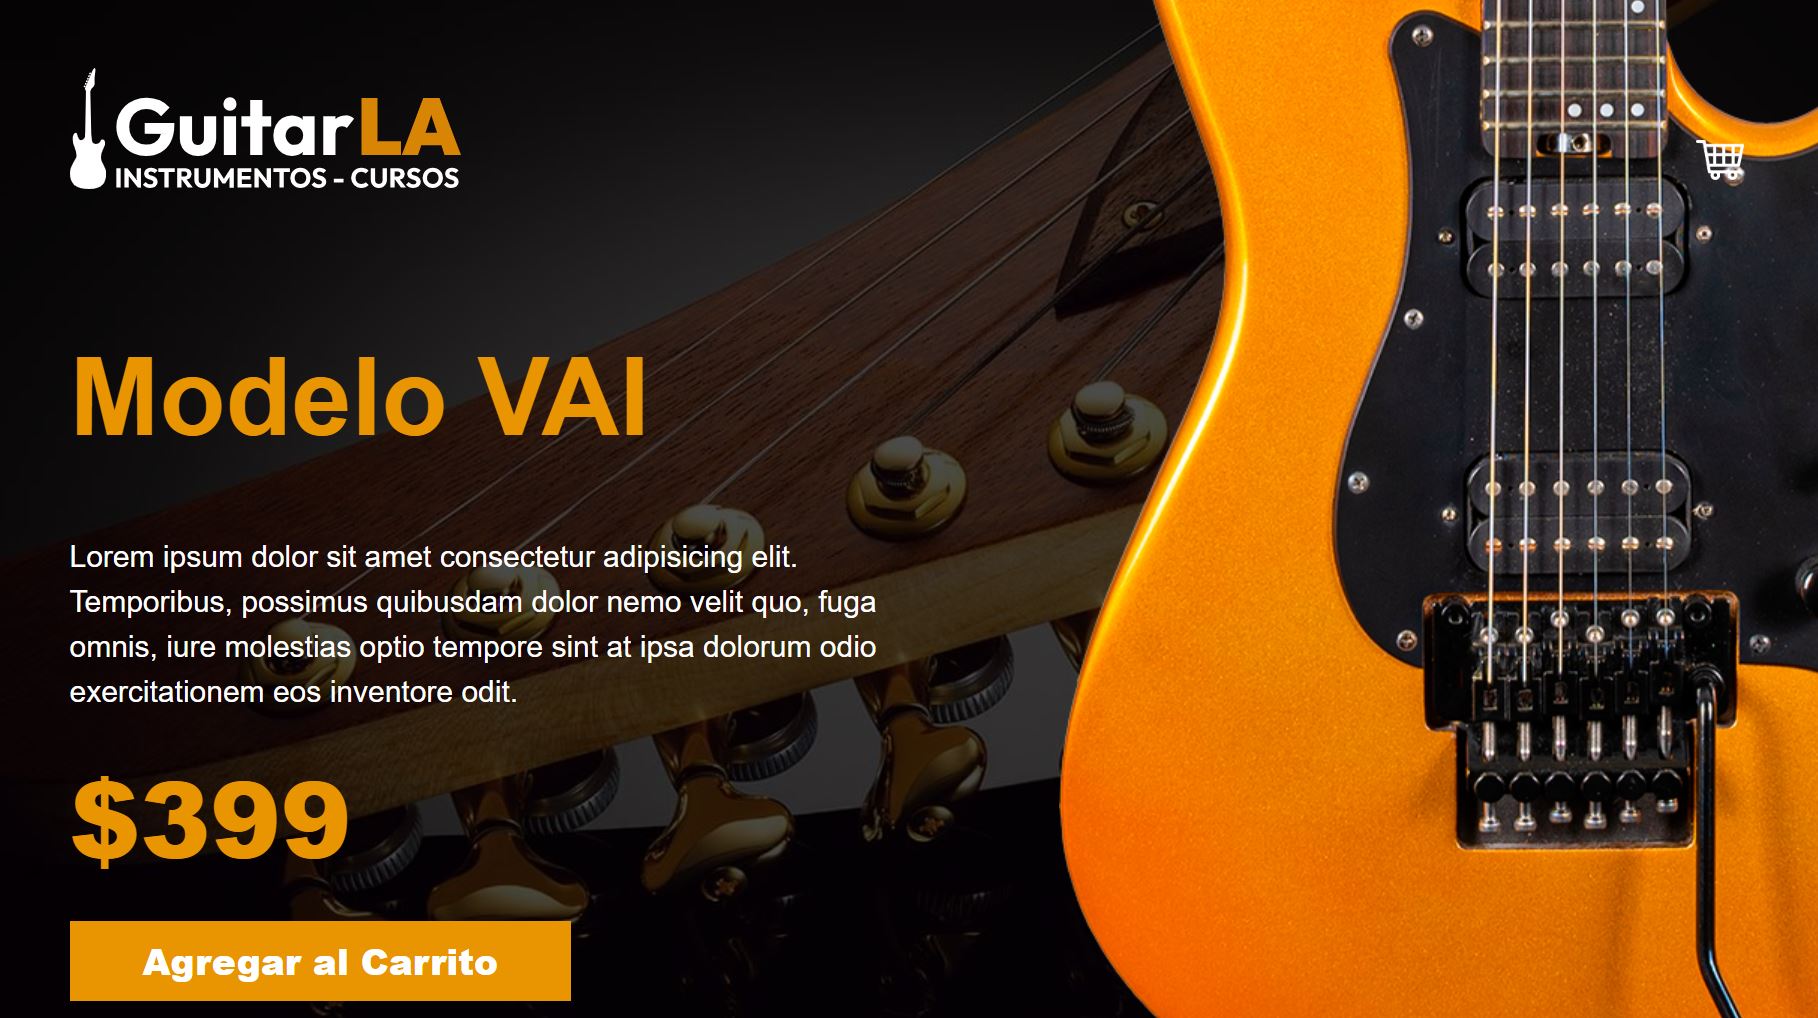 GuitarLA
INSTRUMENTOS - CURSOS
Modelo VAI
Lorem ipsum dolor sit amet consectetur adipisicing elit.
Temporibus, possimus quibusdam dolor nemo velit quo, fuga
omnis, iure molestias optio tempore sint at ipsa dolorum odio
exercitationem eos inventore odit.
$399
Agregar al Carrito